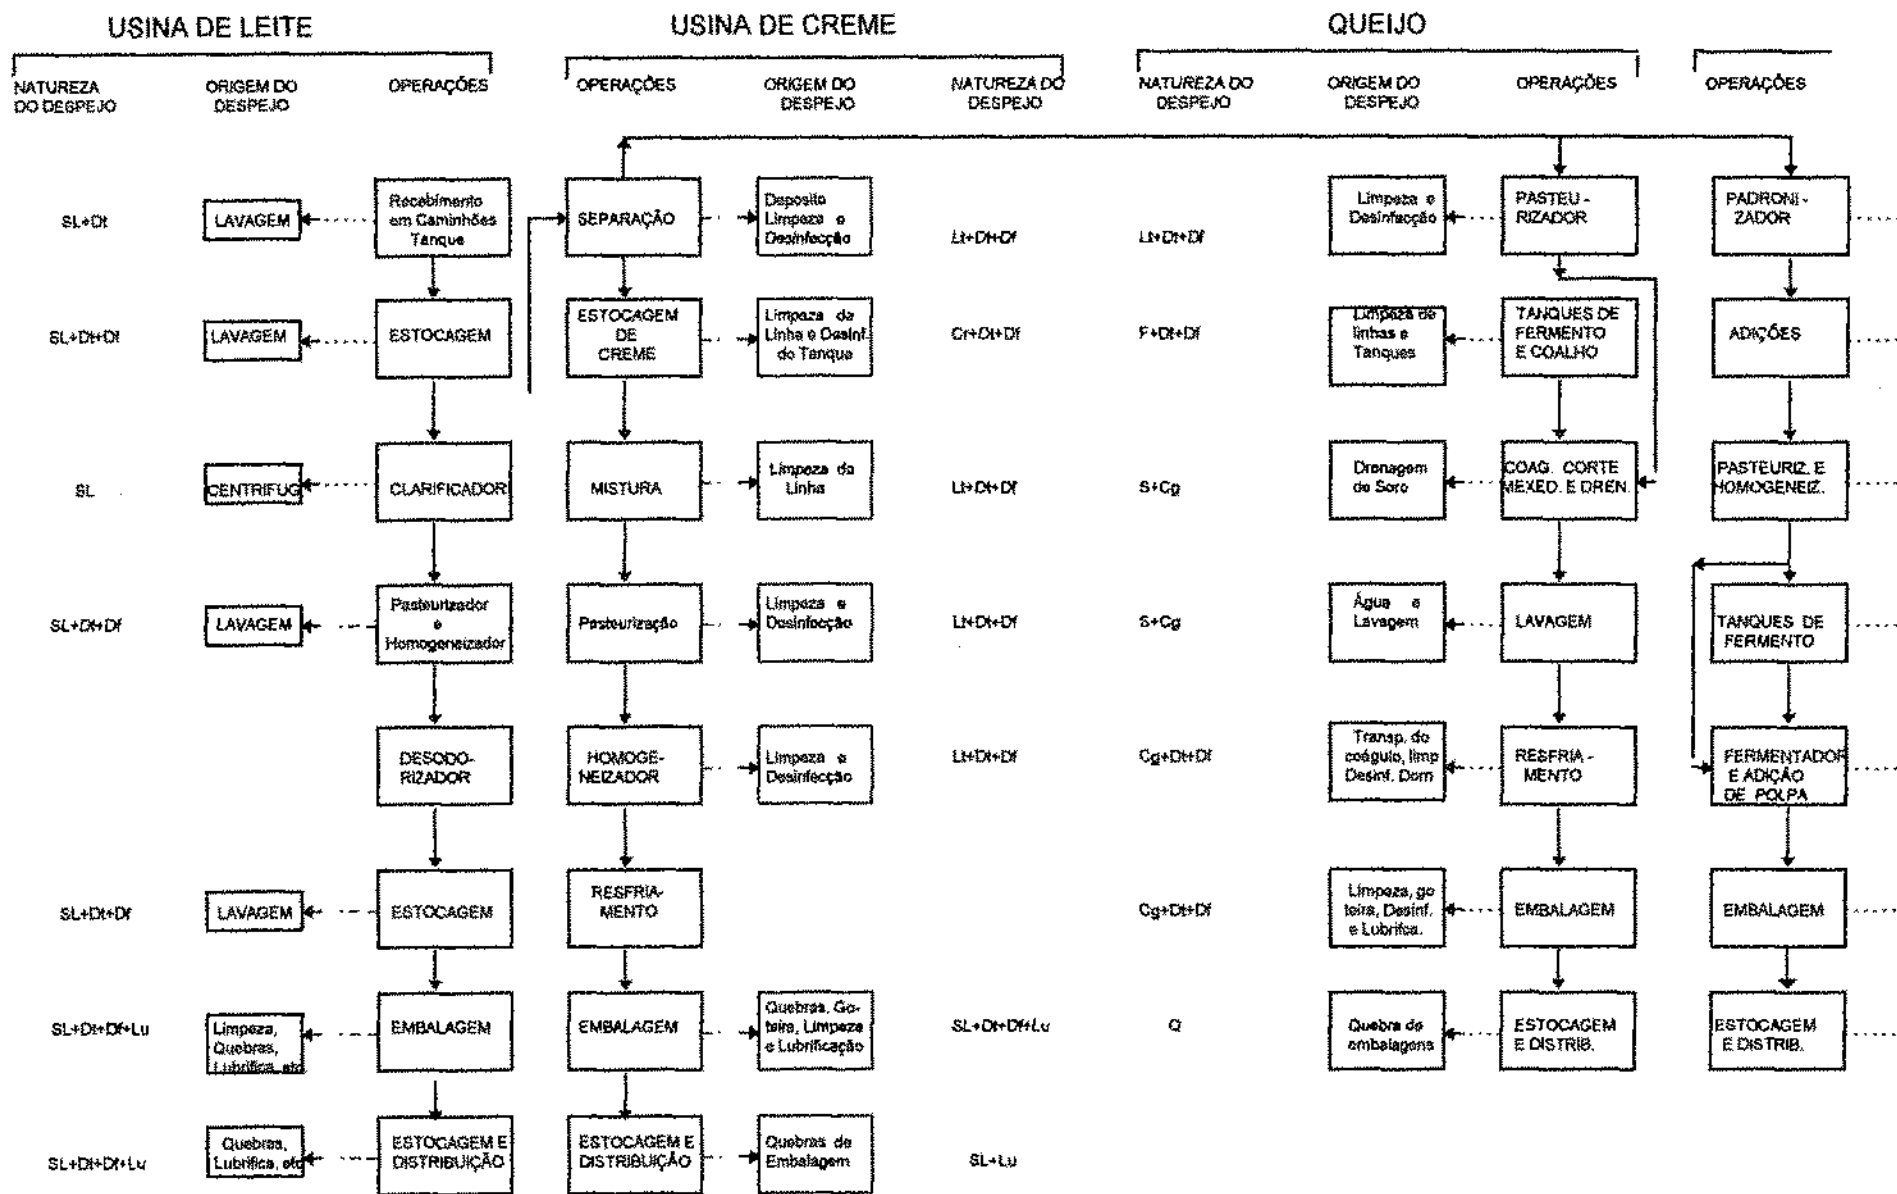 USINA DE LEITE
NATUREZA
DO DESPEJO
ORIGEM DO
DESPEJO
OPERAÇÕES
SL+Dt
LAVAGEM
Recebimento
em Caminhões
Tanque
SL+Dt+Df
LAVAGEM
ESTOCAGEM
SL
CENTRIFUG
CLARIFICADOR
SL+Dt+Df
LAVAGEM
Pasteurizador
e
Homogeneizador
DESODO-
RIZADOR
SL+Dt+Df
LAVAGEM
ESTOCAGEM
SL+Dt+Df+Lu
Limpeza,
Quebras,
Lubrifica, etc
EMBALAGEM
SL+Dt+Df+Lu
Quebras,
Lubrifica, etc
ESTOCAGEM E
DISTRIBUIÇÃO
USINA DE CREME
OPERAÇÕES
ORIGEM DO
DESPEJO
NATUREZA DO
DESPEJO
SEPARAÇÃO
Deposito
Limpeza e
Desinfecção
Lt+Dt+Df
ESTOCAGEM
DE
CREME
Limpeza da
Linha e Desinf.
do Tanque
Cr+Dt+Df
MISTURA
Limpeza da
Linha
Lt+Dt+Df
Pasteurização
Limpeza e
Desinfecção
Lt+Dt+Df
HOMOGE-
NEIZADOR
Limpeza e
Desinfecção
Lt+Dt+Df
RESFRIA-
MENTO
EMBALAGEM
Quebras, Go-
teira, Limpeza
e Lubrificação
SL+Dt+Df+Lu
ESTOCAGEM E
DISTRIBUIÇÃO
Quebras de
Embalagem
SL+Lu
QUEIJO
NATUREZA DO
DESPEJO
ORIGEM DO
DESPEJO
OPERAÇÕES
Lt+Dt+Df
Limpeza e
Desinfecção
PASTEU-
RIZADOR
F+Dt+Df
Limpeza de
linhas e
Tanques
TANQUES DE
FERMENTO
E COALHO
S+Cg
Drenagem
de Soro
COAG. CORTE
MEXED. E DREN.
S+Cg
Água e
Lavagem
LAVAGEM
Cg+Dt+Df
Transp. do
coágulo, limp
Desinf. Dorn
RESFRIA-
MENTO
Cg+Dt+Df
Limpeza, go
teira, Desinf.
e Lubrifca.
EMBALAGEM
Q
Quebra de
embalagens
ESTOCAGEM
E DISTRIB.
OPERAÇÕES
PADRONI-
ZADOR
ADIÇÕES
PASTEURIZ. E
HOMOGENEIZ.
TANQUES DE
FERMENTO
FERMENTADOR
E ADIÇÃO
DE POLPA
EMBALAGEM
ESTOCAGEM
E DISTRIB.